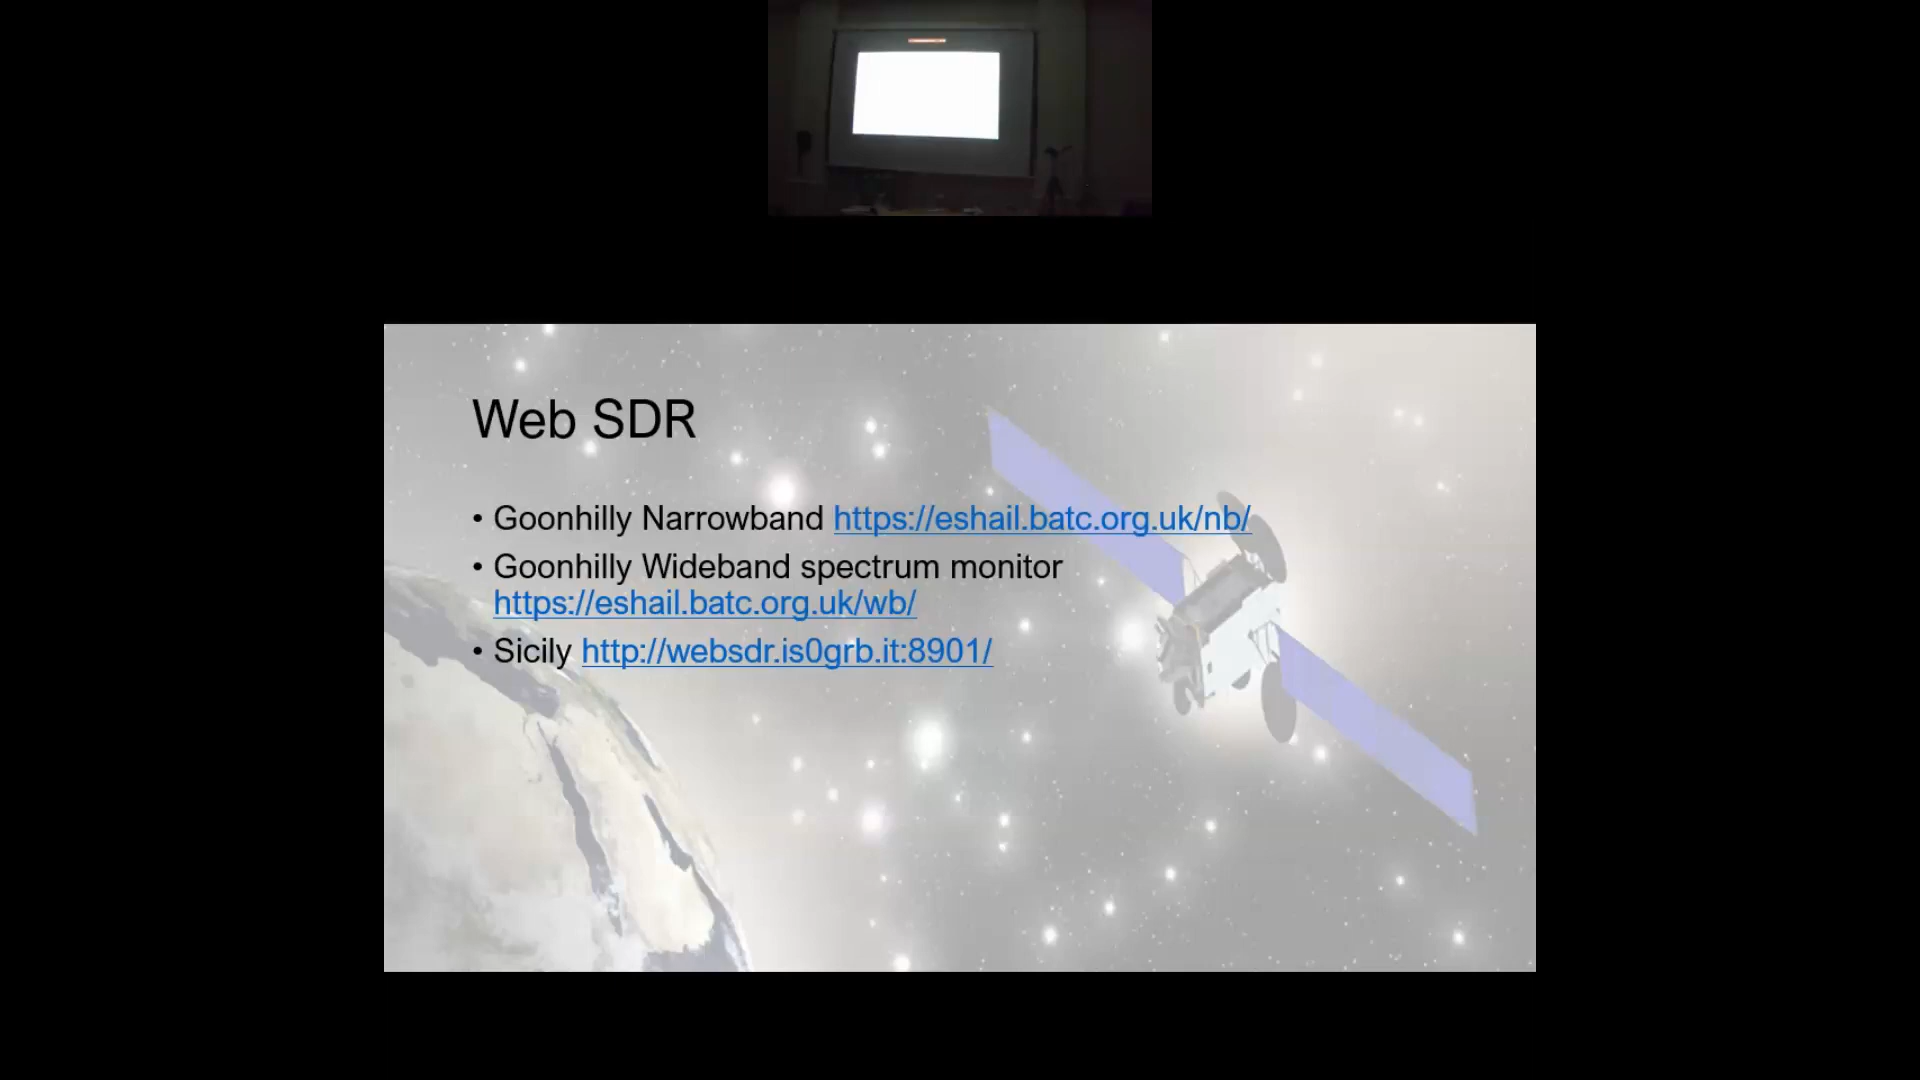 Web SDR
• Goonhilly Narrowband https://eshail.batc.org.uk/nb/
• Goonhilly Wideband spectrum monitor
https://eshail.batc.org.uk/wb/
• Sicily http://websdr.is0grb.it:8901/